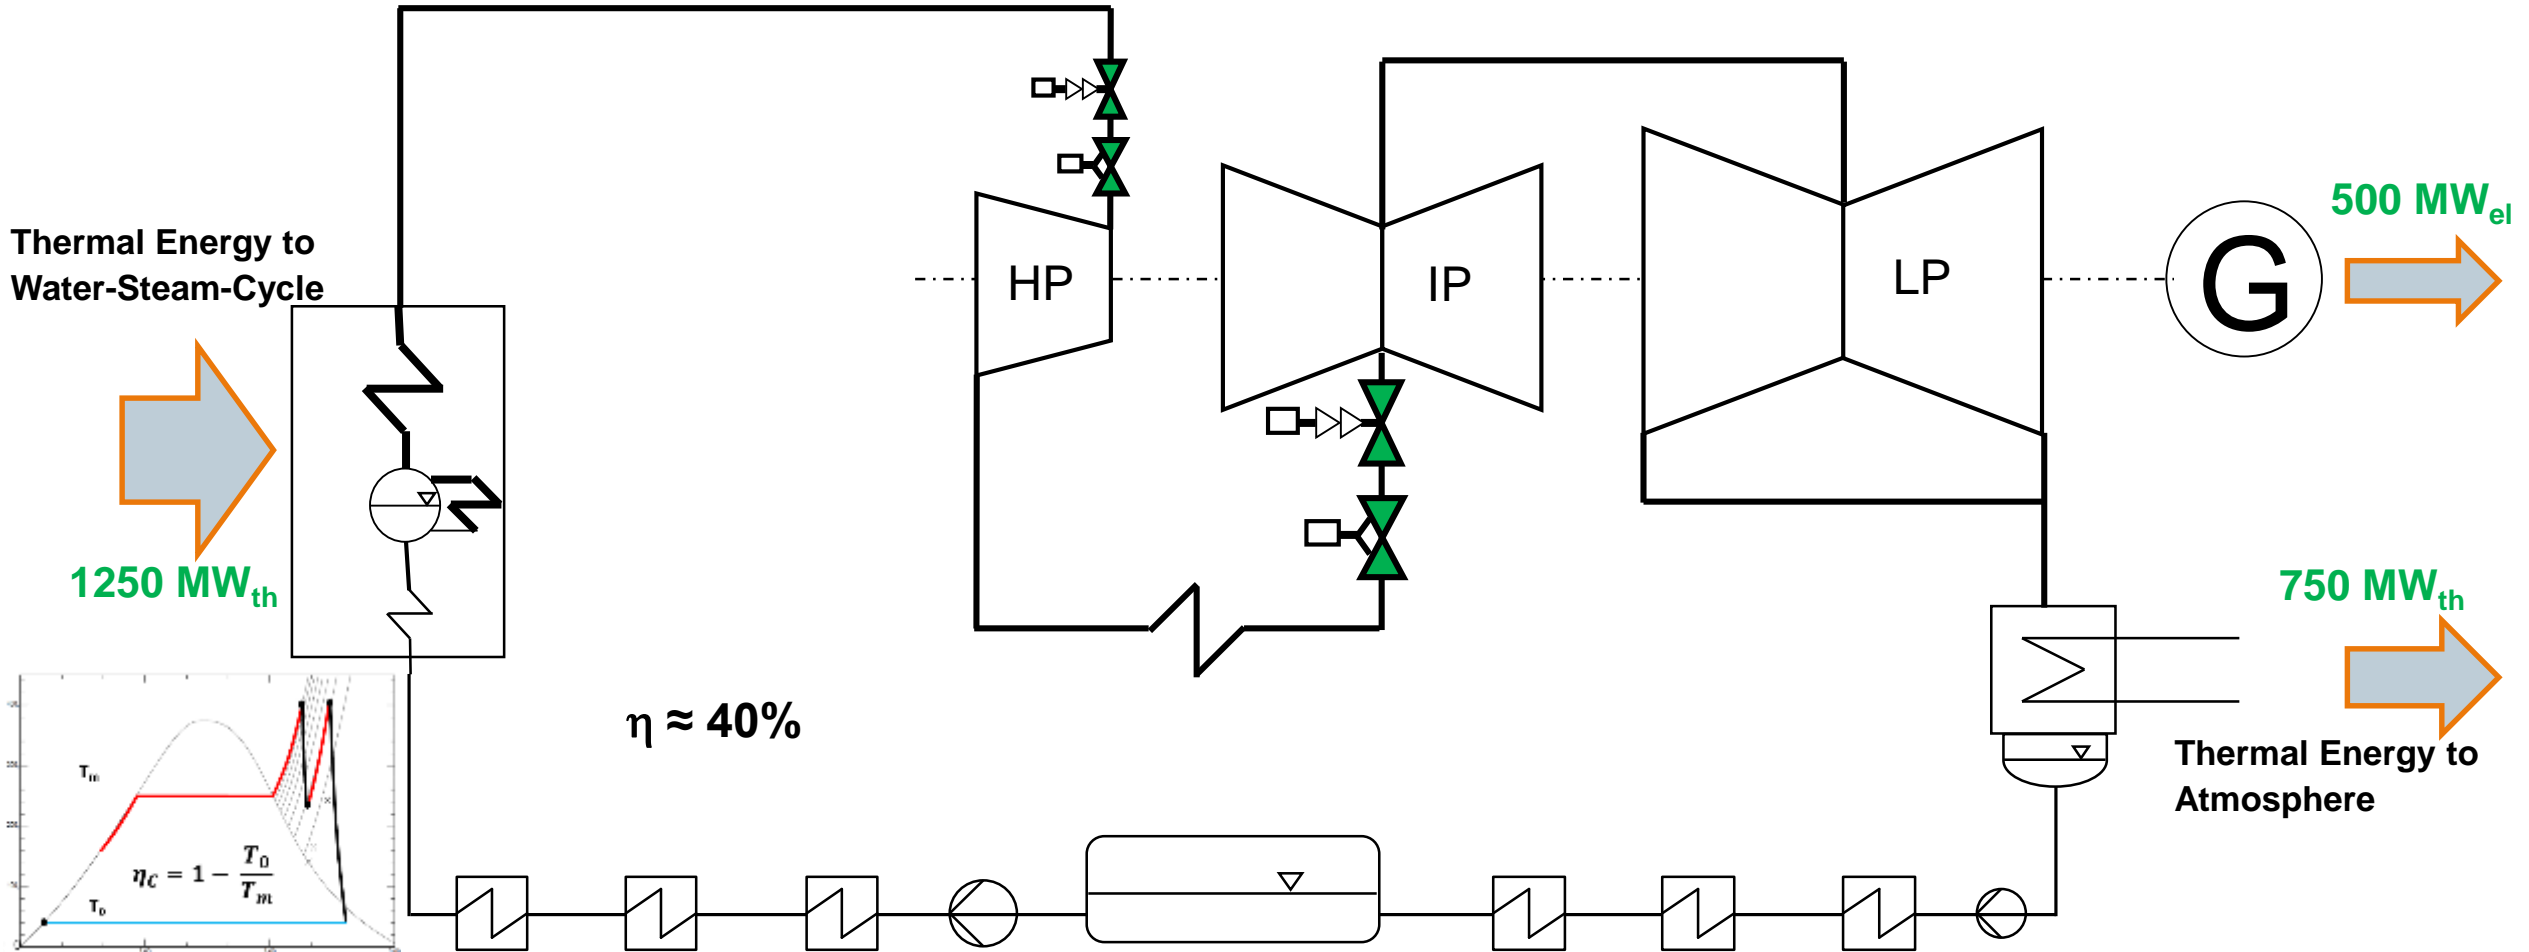 500 MWel
Thermal Energy to
Water-Steam-Cycle
HP
IP
LP
G
1250 MWth
750 MWth
η ≈ 40%
Thermal Energy to
Atmosphere
Tm
ηC = 1 − T0/Tm
T0